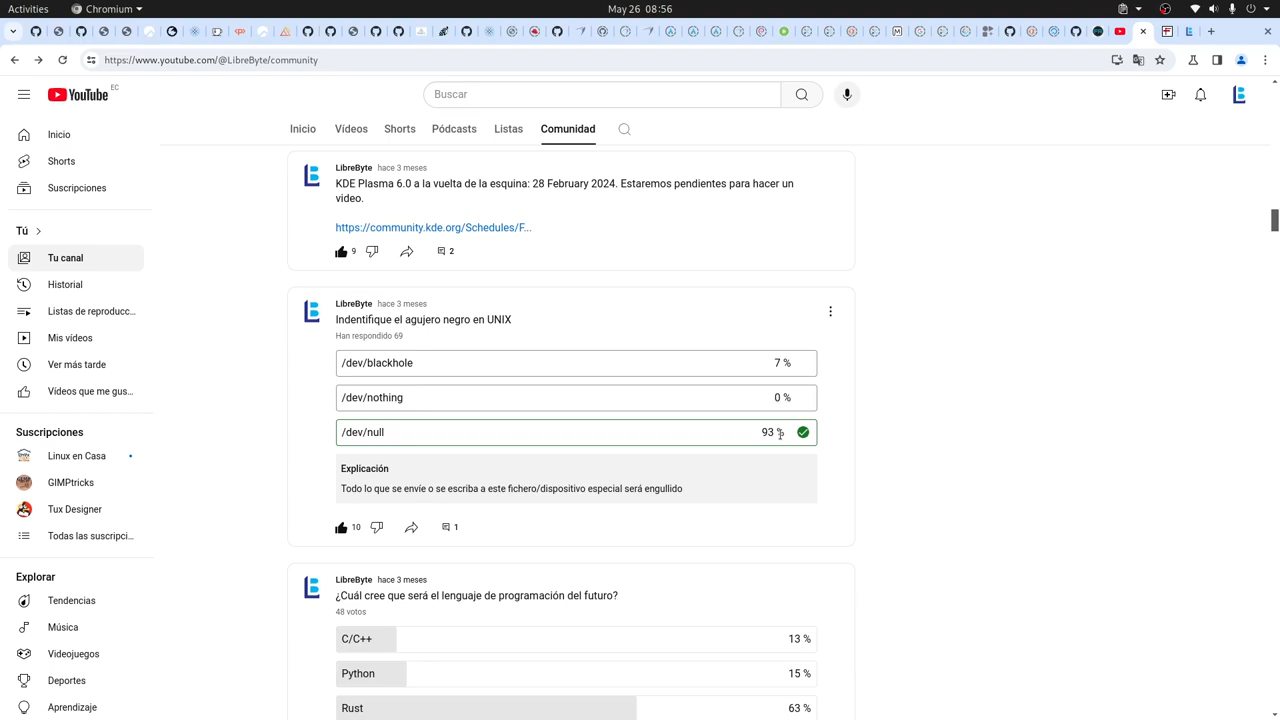 Activities
Chromium
May 26 08:56
https://www.youtube.com/@LibreByte/community
YouTube
EC
Buscar
Inicio
Vídeos
Shorts
Pódcasts
Listas
Comunidad
Inicio
Shorts
Suscripciones
Tú
Tu canal
Historial
Listas de reproducc...
Mis vídeos
Ver más tarde
Vídeos que me gus...
Suscripciones
Linux en Casa
GIMPtricks
Tux Designer
Todas las suscripci...
Explorar
Tendencias
Música
Videojuegos
Deportes
Aprendizaje
LibreByte hace 3 meses
KDE Plasma 6.0 a la vuelta de la esquina: 28 February 2024. Estaremos pendientes para hacer un
video.
https://community.kde.org/Schedules/F...
9
2
LibreByte hace 3 meses
Indentifique el agujero negro en UNIX
Han respondido 69
/dev/blackhole 7 %
/dev/nothing 0 %
/dev/null 93 %
Explicación
Todo lo que se envíe o se escriba a este fichero/dispositivo especial será engullido
10
1
LibreByte hace 3 meses
¿Cuál cree que será el lenguaje de programación del futuro?
48 votos
C/C++ 13 %
Python 15 %
Rust 63 %